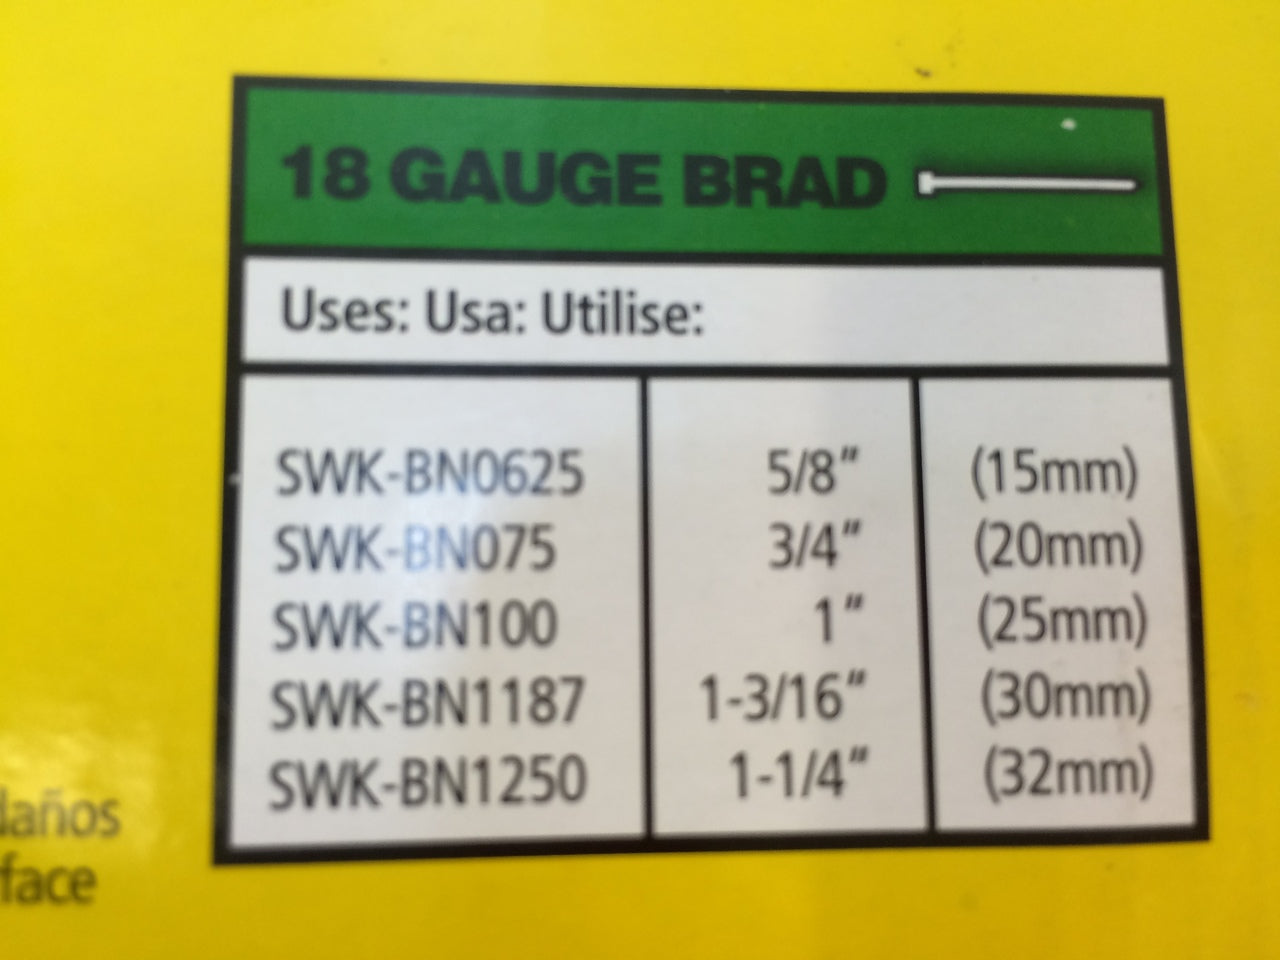 18 GAUGE BRAD
Uses: Usa: Utilise:
SWK-BN0625 5/8" (15mm)
SWK-BN075 3/4" (20mm)
SWK-BN100 1" (25mm)
SWK-BN1187 1-3/16" (30mm)
SWK-BN1250 1-1/4" (32mm)
daños
face